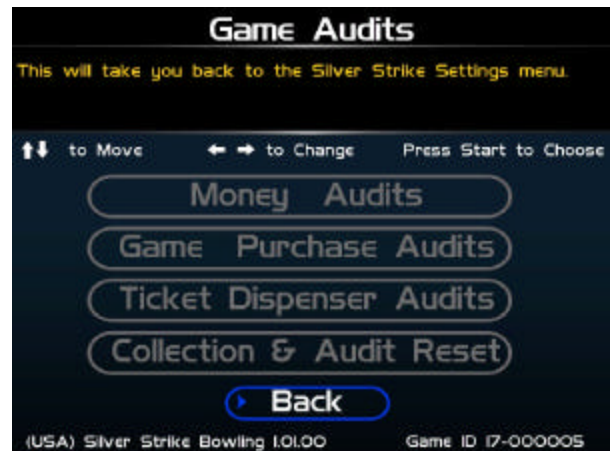 Game Audits
This will take you back to the Silver Strike Settings menu.
to Move to Change Press Start to Choose
Money Audits
Game Purchase Audits
Ticket Dispenser Audits
Collection & Audit Reset
Back
(USA) Silver Strike Bowling 1.01.00 Game ID 17-000005